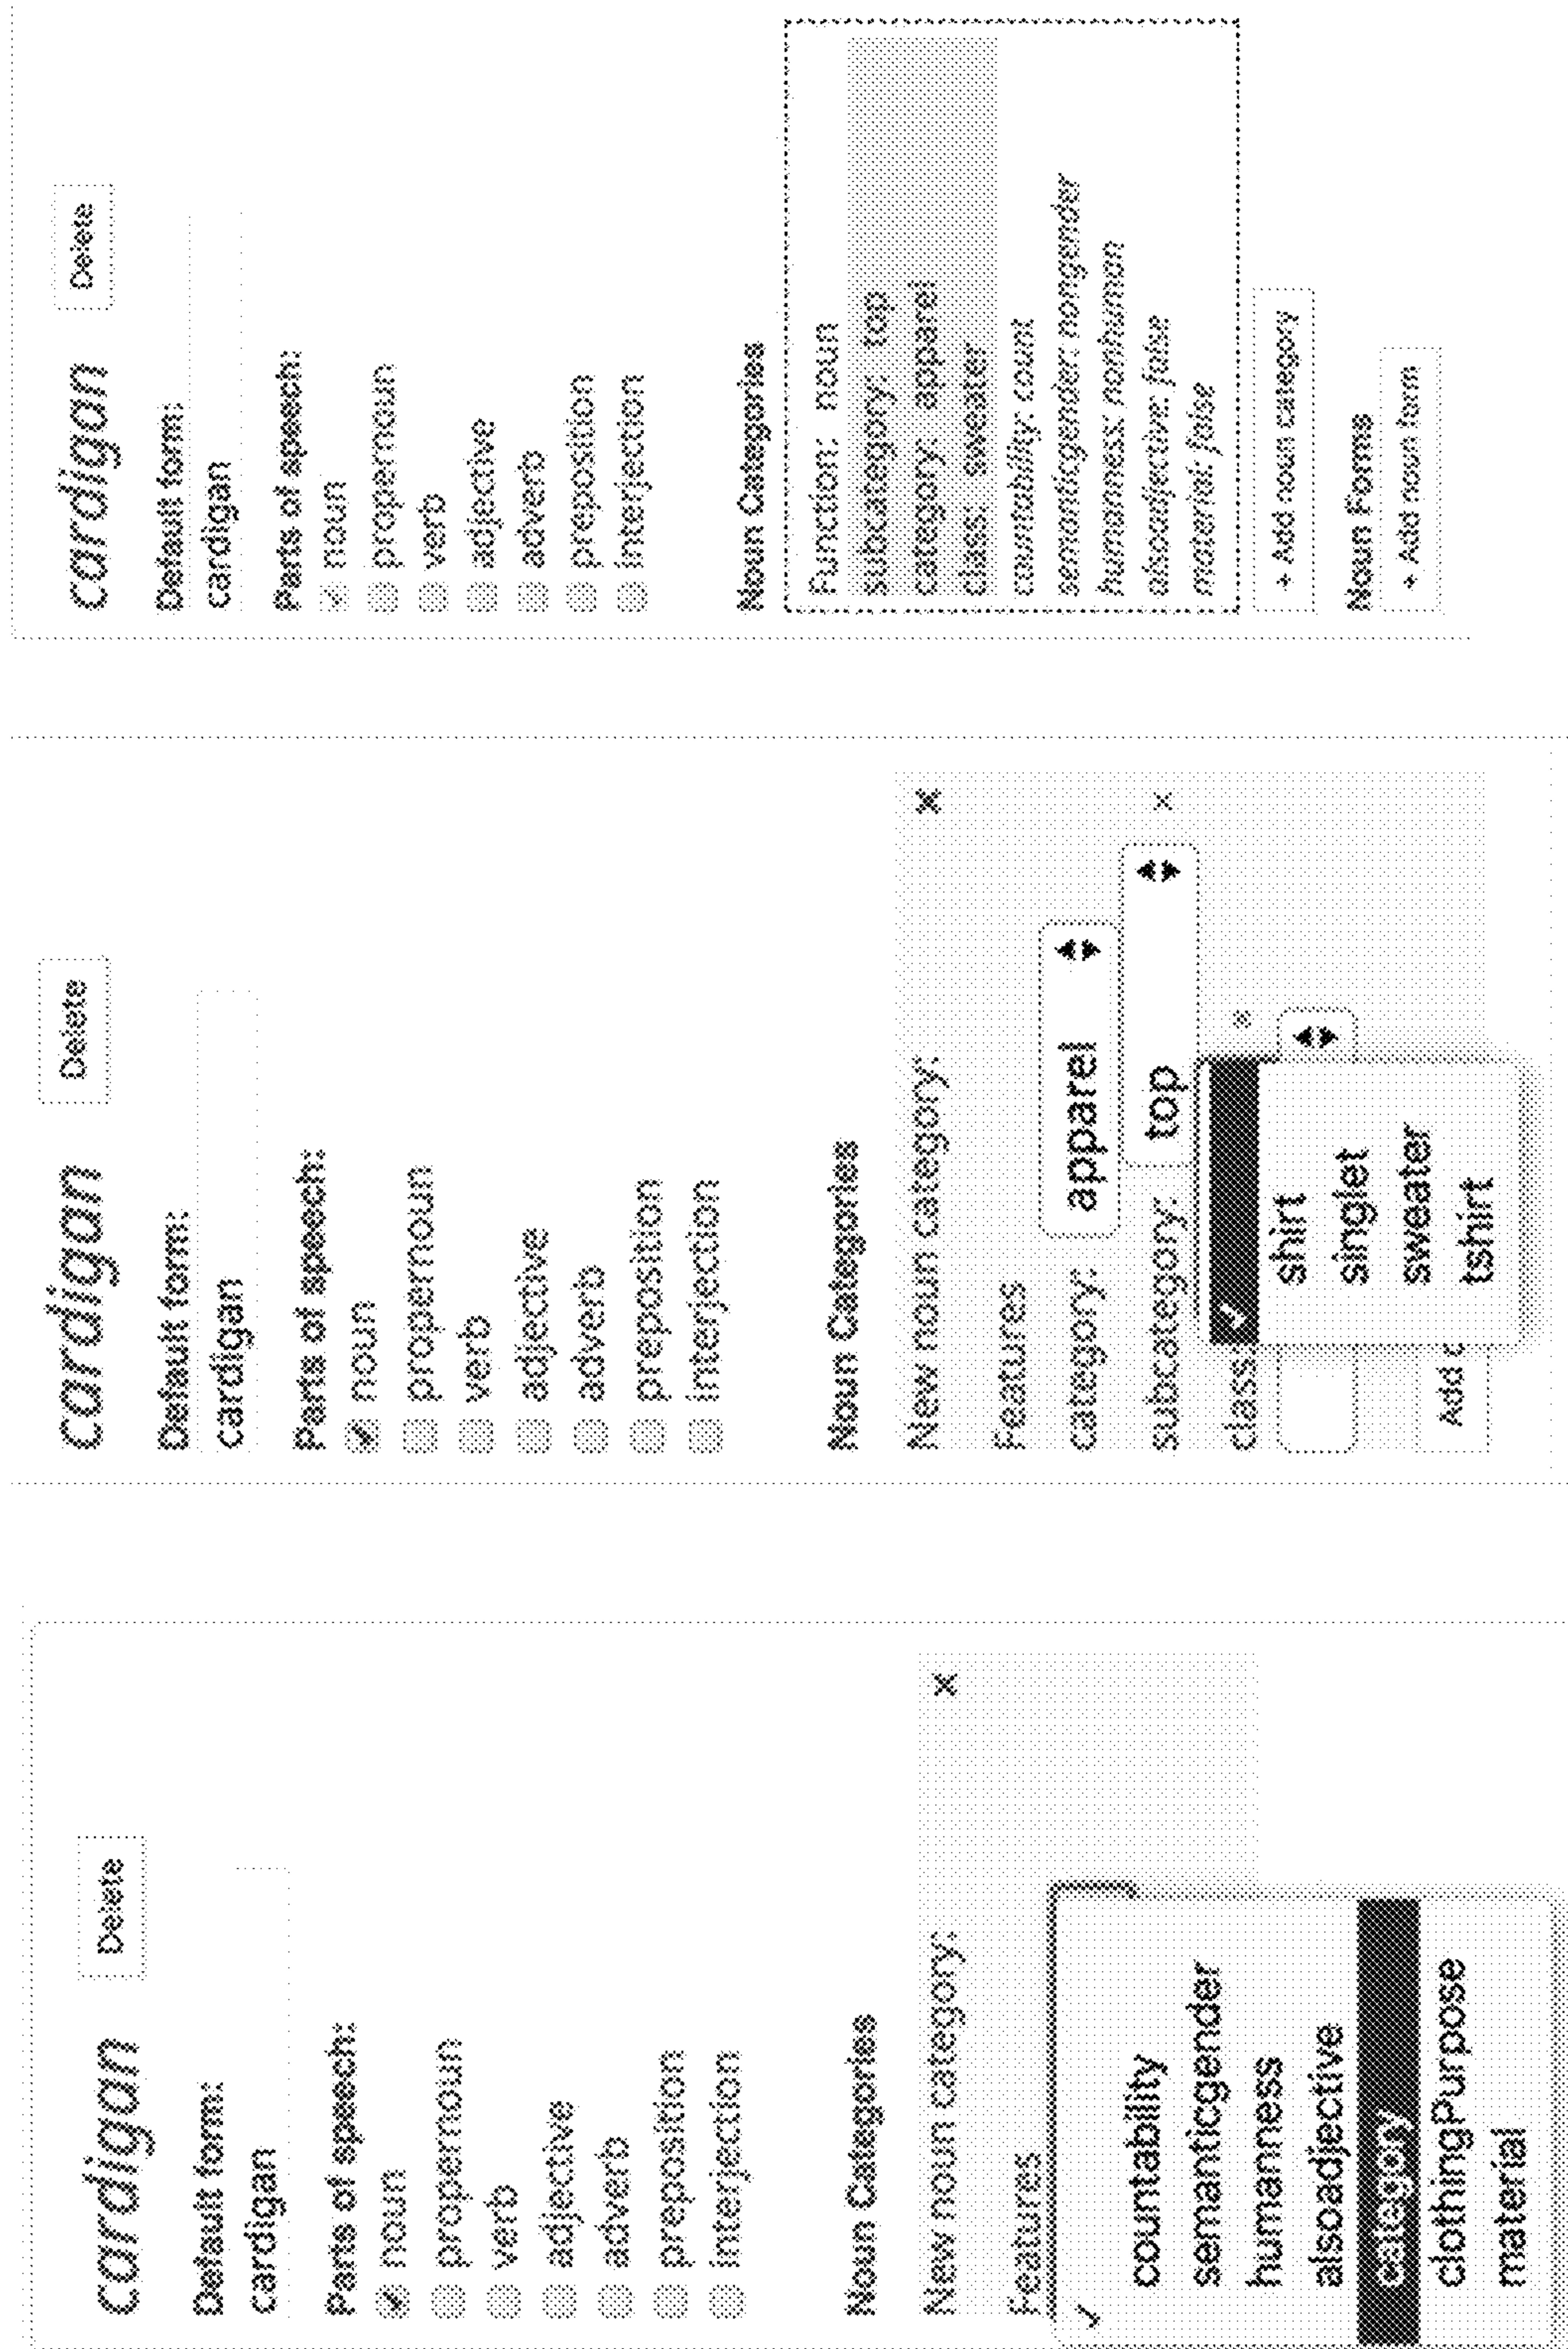 cardigan Delete
Default form:
cardigan
Parts of speech:
noun
propernoun
verb
adjective
adverb
preposition
interjection
Noun Categories
New noun category: x
Features
countability
semanticgender
humanness
alsoadjective
category
clothingPurpose
material
cardigan Delete
Default form:
cardigan
Parts of speech:
noun
propernoun
verb
adjective
adverb
preposition
interjection
Noun Categories
New noun category: x
Features
category: apparel
subcategory: top x
class
shirt
singlet
sweater
tshirt
Add
cardigan Delete
Default form:
cardigan
Parts of speech:
noun
propernoun
verb
adjective
adverb
preposition
interjection
Noun Categories
Function: noun
subcategory: top
category: apparel
class: sweater
countability: count
semanticgender: nongender
humanness: nonhuman
alsoadjective: false
material: false
+ Add noun category
Noun Forms
+ Add noun form